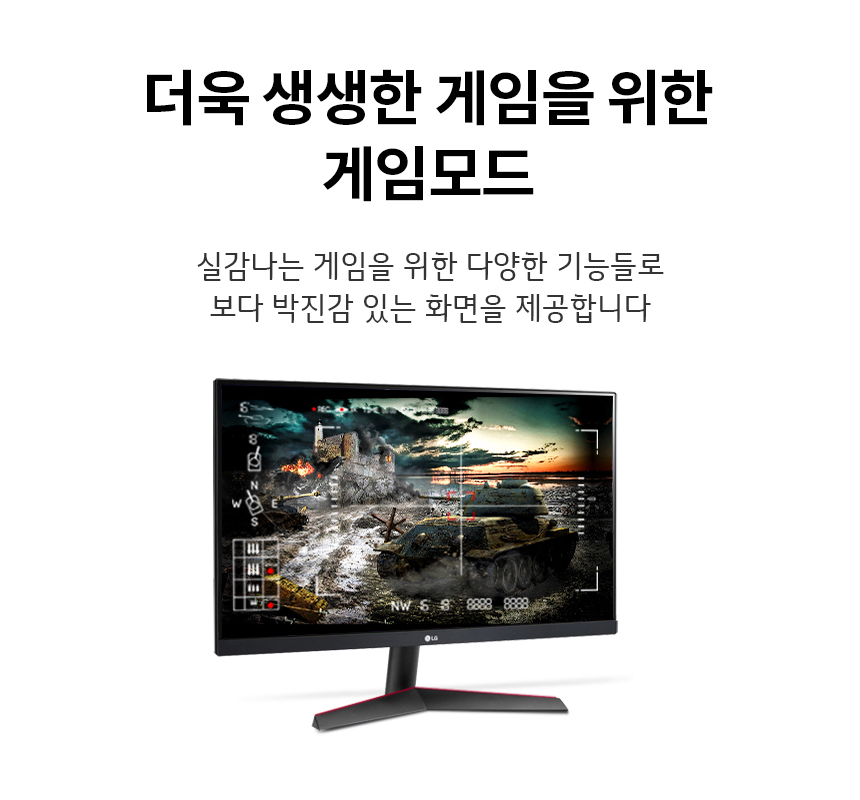 더욱 생생한 게임을 위한
게임모드
실감나는 게임을 위한 다양한 기능들로
보다 박진감 있는 화면을 제공합니다
REC
N
W E
S
NW
LG